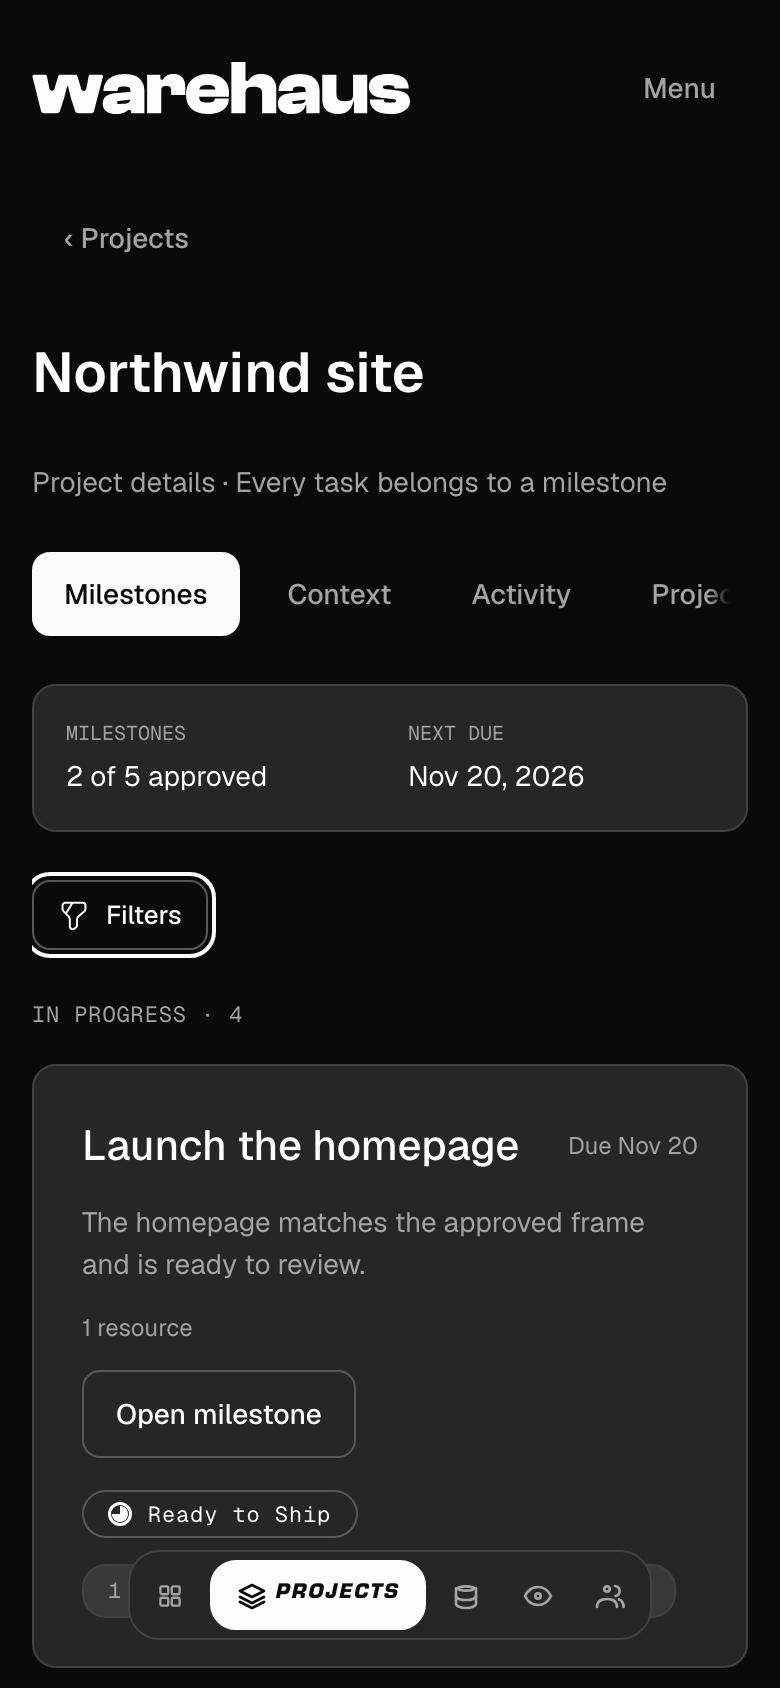 warehaus
Menu
‹ Projects
Northwind site
Project details · Every task belongs to a milestone
Milestones
Context
Activity
MILESTONES
NEXT DUE
2 of 5 approved
Nov 20, 2026
Filters
IN PROGRESS · 4
Launch the homepage
Due Nov 20
The homepage matches the approved frame
and is ready to review.
1 resource
Open milestone
Ready to Ship
1
PROJECTS